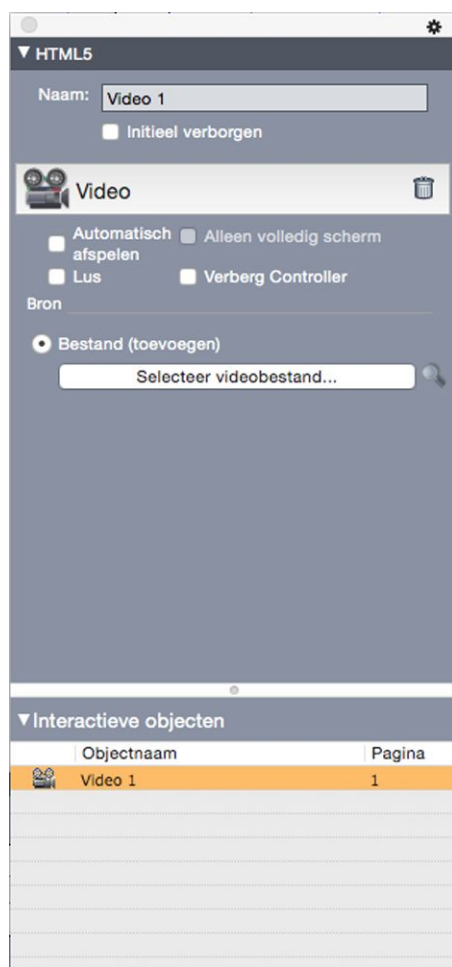 HTML5
Naam: Video 1
Initieel verborgen
Video
Automatisch afspelen Alleen volledig scherm
Lus Verberg Controller
Bron
Bestand (toevoegen)
Selecteer videobestand...
Interactieve objecten
Objectnaam Pagina
Video 1 1